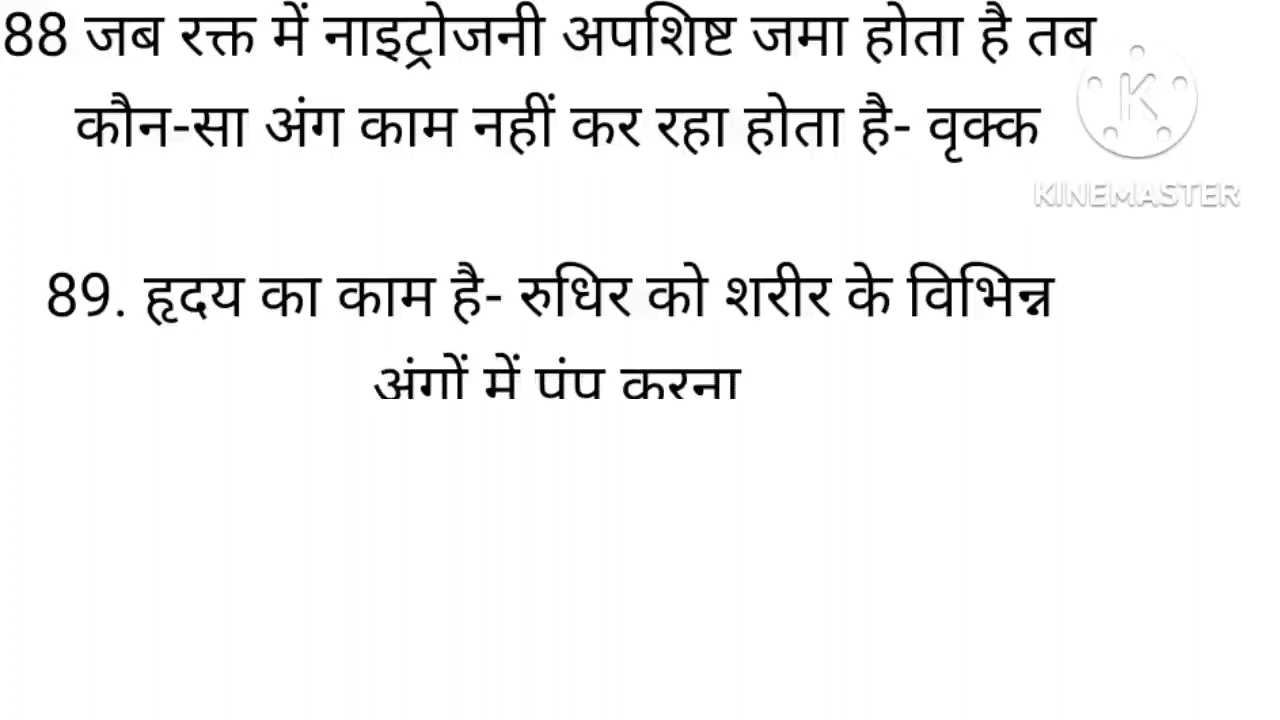 88 जब रक्त में नाइट्रोजनी अपशिष्ट जमा होता है तब
कौन-सा अंग काम नहीं कर रहा होता है- वृक्क
K
KINEMASTER
89. हृदय का काम है- रुधिर को शरीर के विभिन्न
अंगों में पंप करना